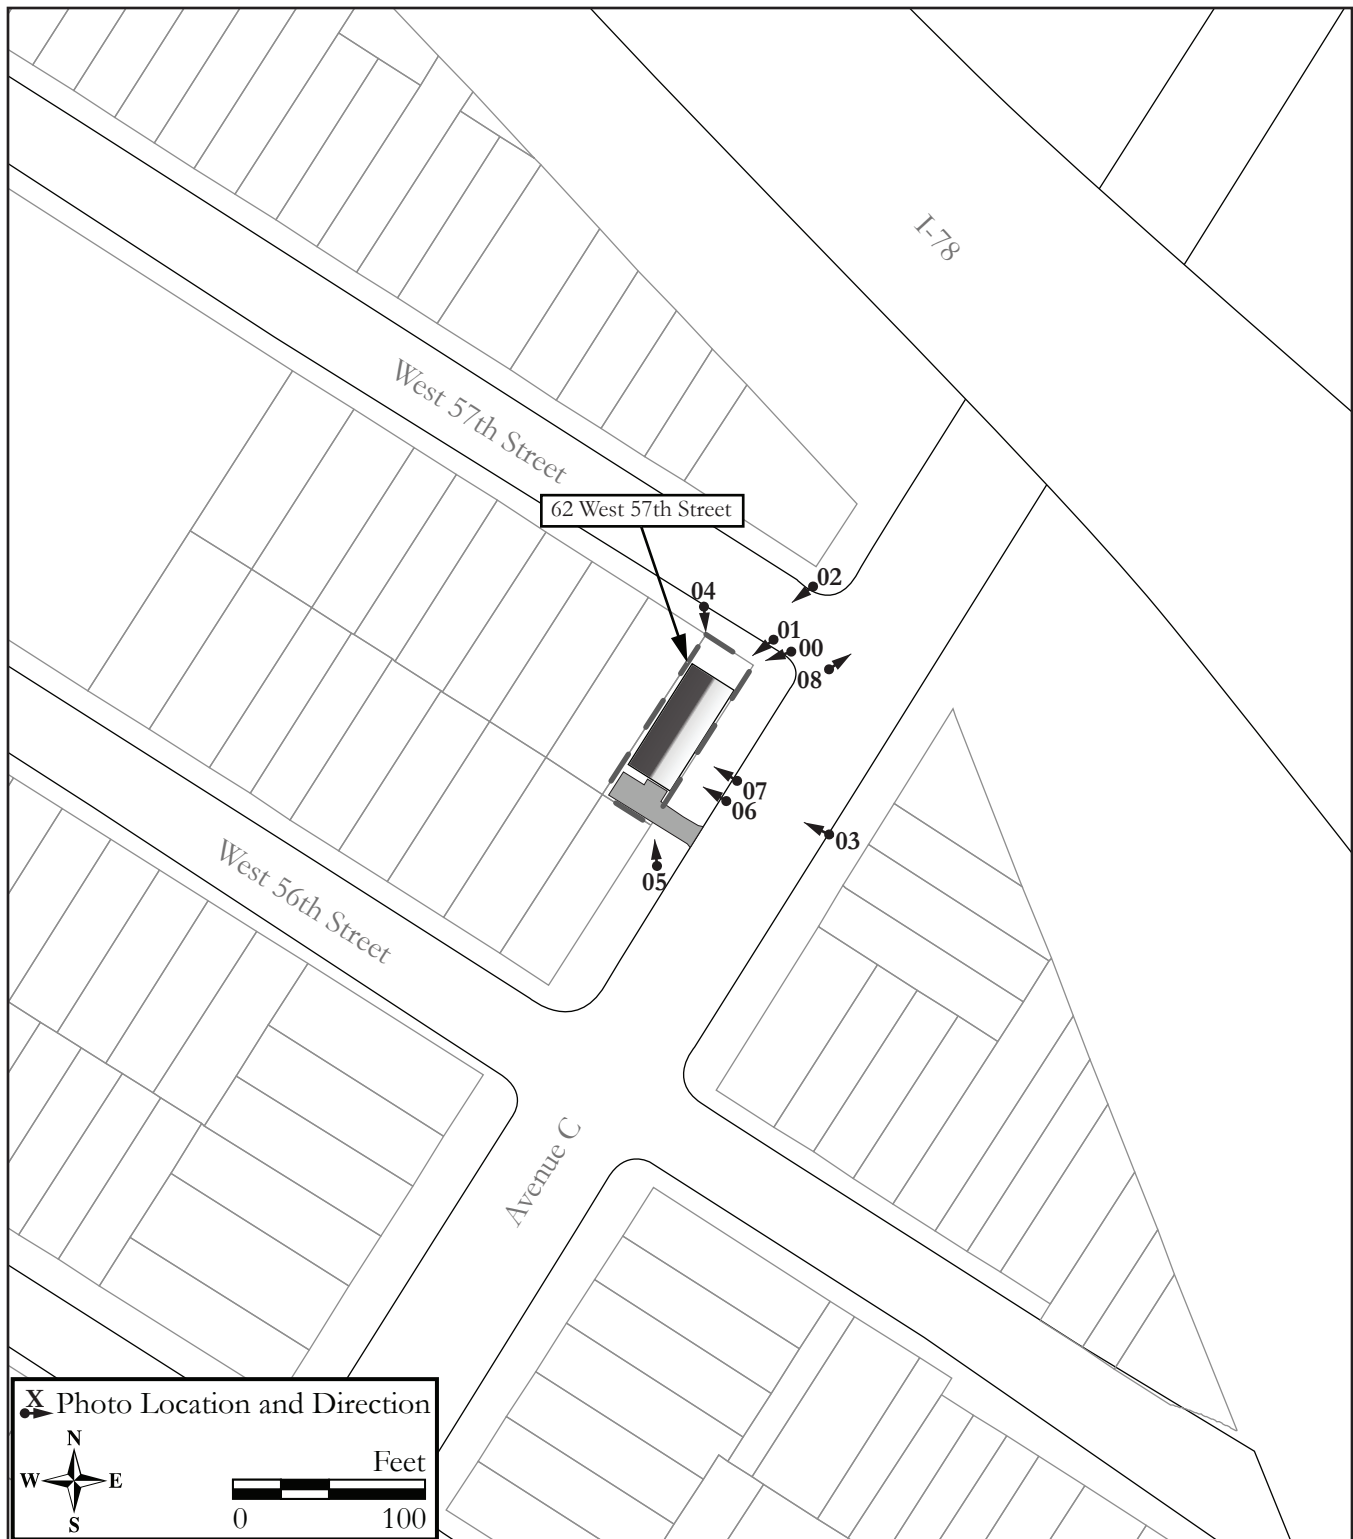 I-78
West 57th Street
62 West 57th Street
02
04
01
00
08
07
06
03
05
West 56th Street
Avenue C
X
Photo Location and Direction
N
W E
S
Feet
0 100